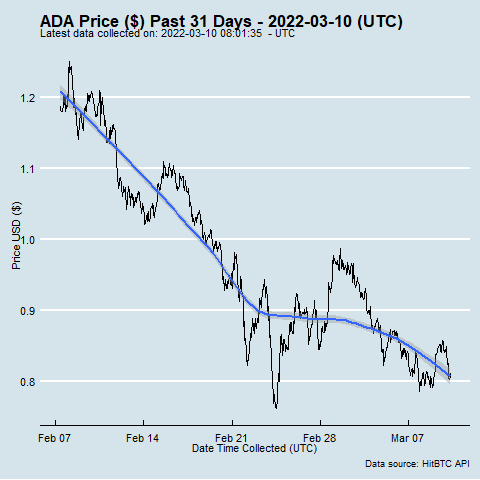 ADA Price ($) Past 31 Days - 2022-03-10 (UTC)
Latest data collected on: 2022-03-10 08:01:35  - UTC
1.2
1.1
1.0
0.9
0.8
Price USD ($)
Feb 07 Feb 14 Feb 21 Feb 28 Mar 07
Date Time Collected (UTC)
Data source: HitBTC API